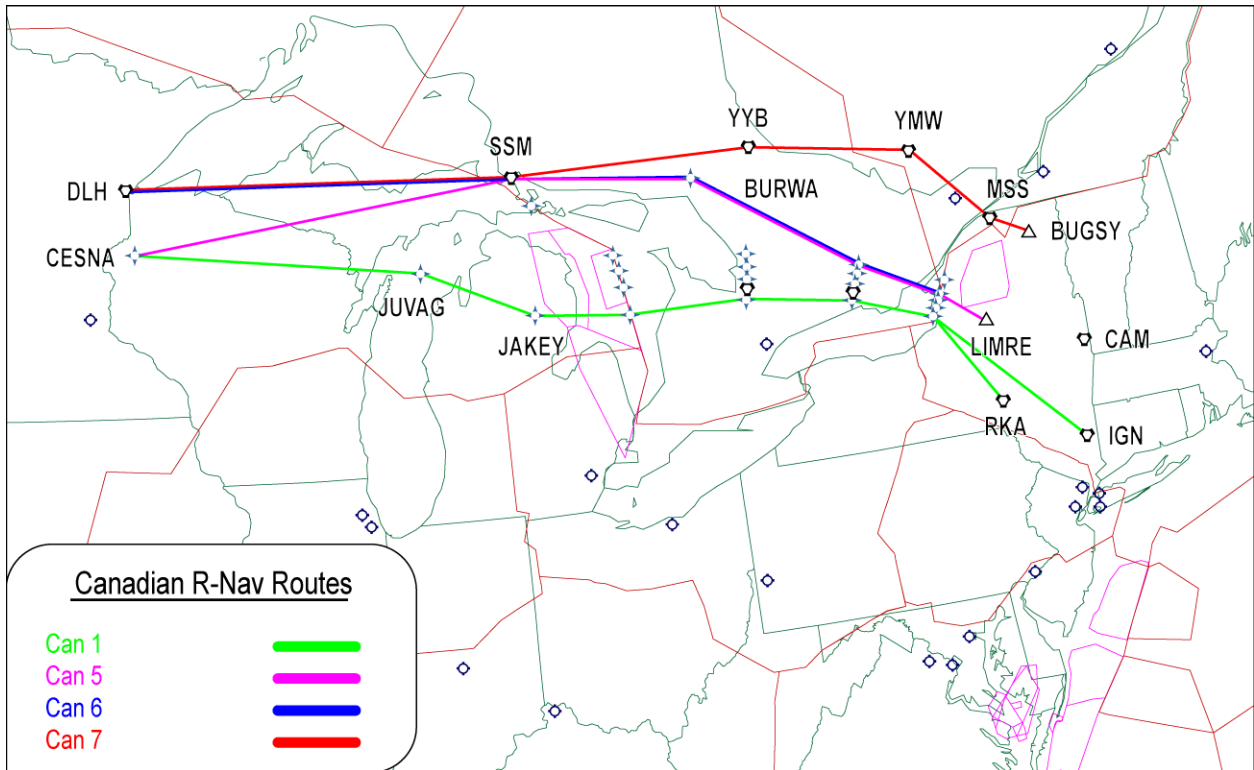 YYB
YMW
SSM
DLH
BURWA
MSS
BUGSY
CESNA
JUVAG
JAKEY
LIMRE
CAM
RKA
IGN
Canadian R-Nav Routes
Can 1
Can 5
Can 6
Can 7